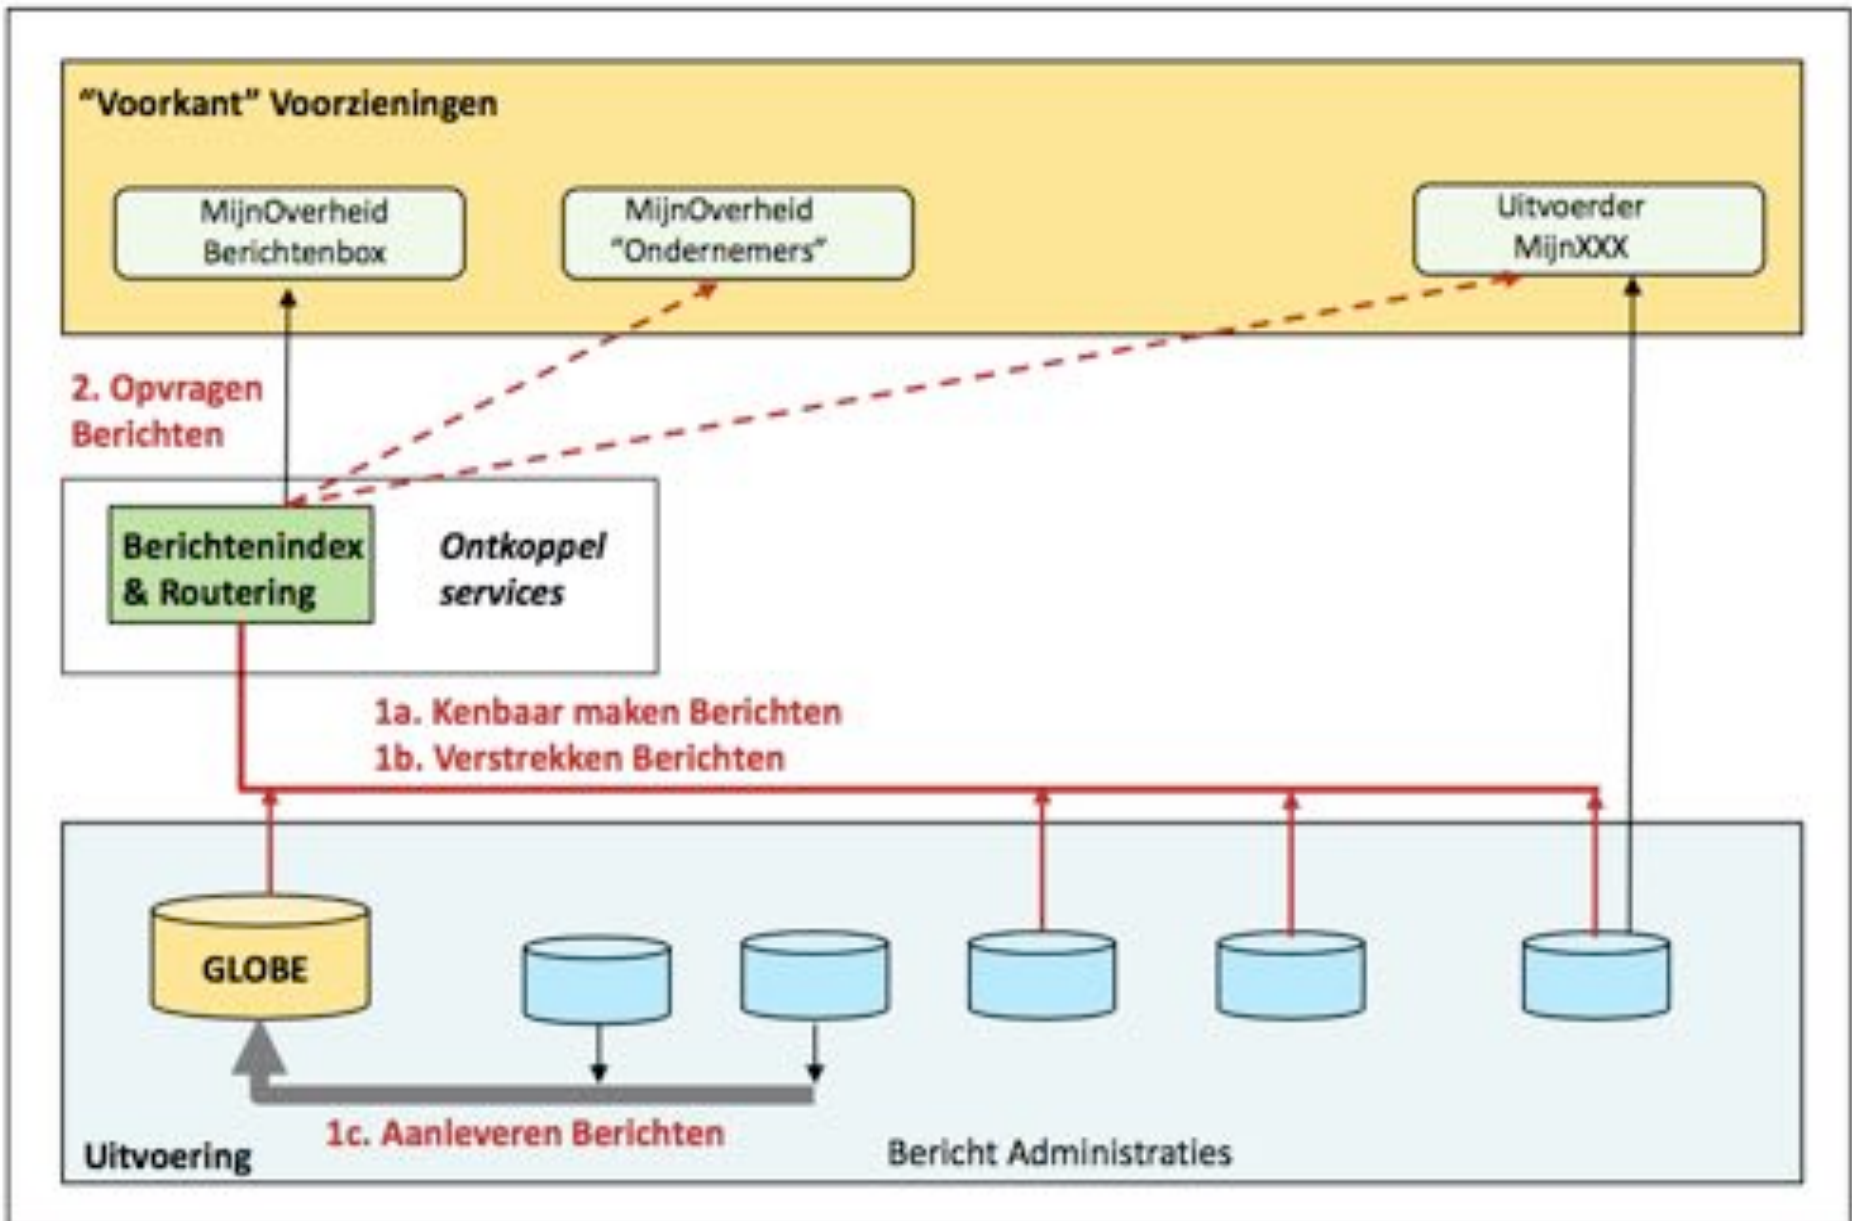 “Voorkant” Voorzieningen
MijnOverheid
Berichtenbox
MijnOverheid
“Ondernemers”
Uitvoerder
MijnXXX
2. Opvragen
Berichten
Berichtenindex
& Routering
Ontkoppel
services
1a. Kenbaar maken Berichten
1b. Verstrekken Berichten
GLOBE
1c. Aanleveren Berichten
Uitvoering
Bericht Administraties